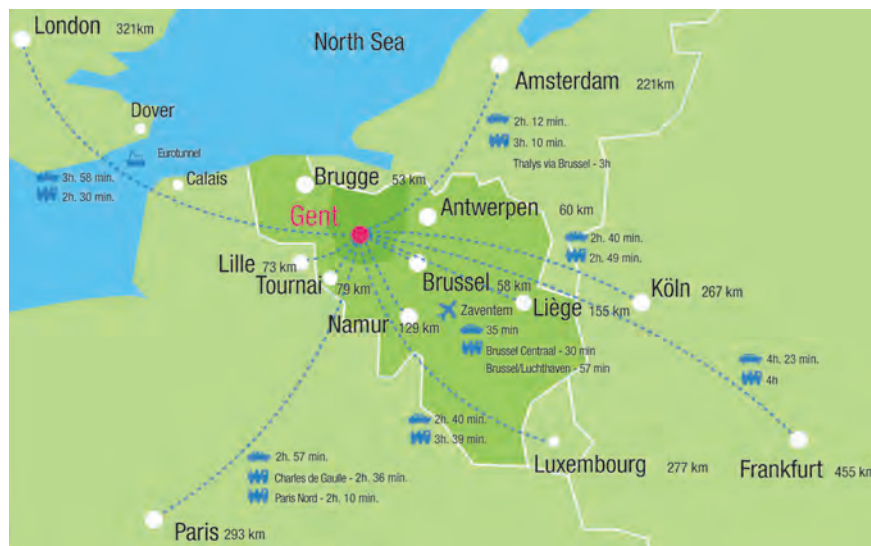 London 321km
North Sea
Amsterdam 221km
Dover
2h. 12 min.
3h. 10 min.
Thalys via Brussel - 3h
Eurotunnel
3h. 58 min.
2h. 30 min.
Calais
Brugge 53 km
Antwerpen 60 km
Gent
2h. 40 min.
2h. 49 min.
Lille 73 km
Tournai 79 km
Brussel 58 km
Liège 155 km
Köln 267 km
Namur 129 km
Zaventem
35 min
Brussel Centraal - 30 min
Brussel/Luchthaven - 57 min
4h. 23 min.
4h
2h. 40 min.
3h. 39 min.
Luxembourg 277 km
Frankfurt 455 km
2h. 57 min.
Charles de Gaulle - 2h. 36 min.
Paris Nord - 2h. 10 min.
Paris 293 km